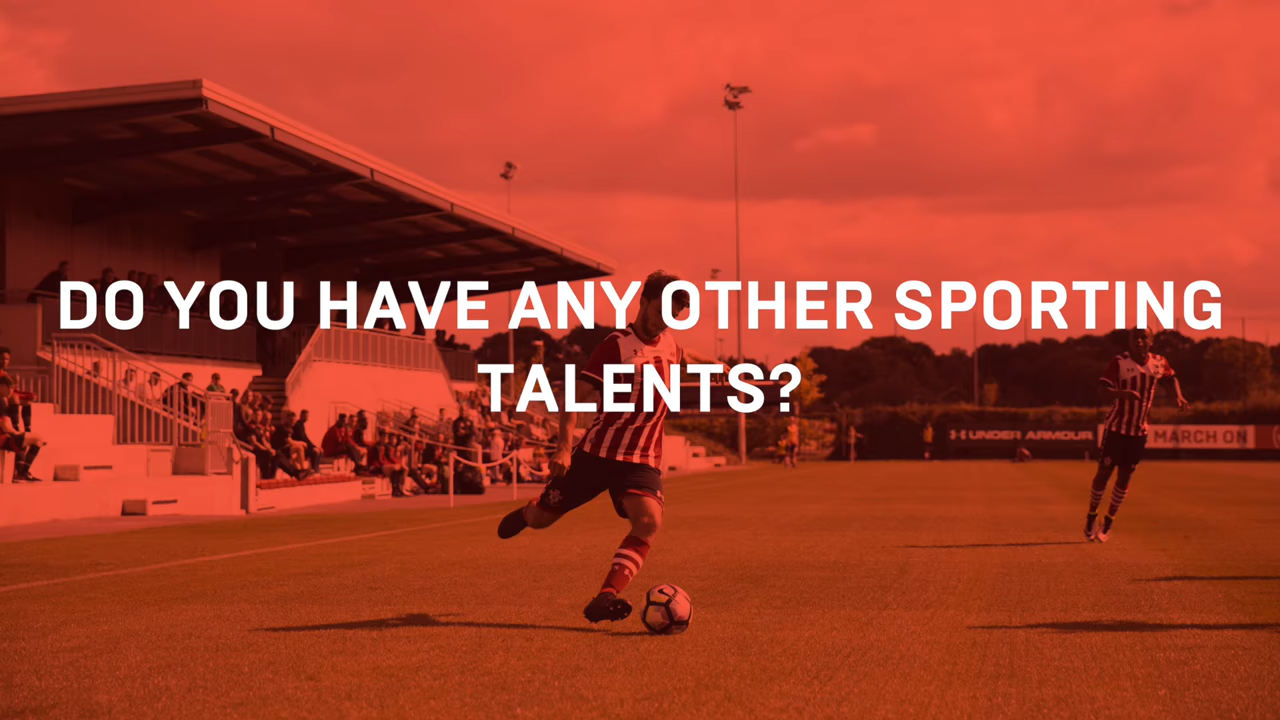 DO YOU HAVE ANY OTHER SPORTING
TALENTS?
UNDER ARMOUR
MARCH ON